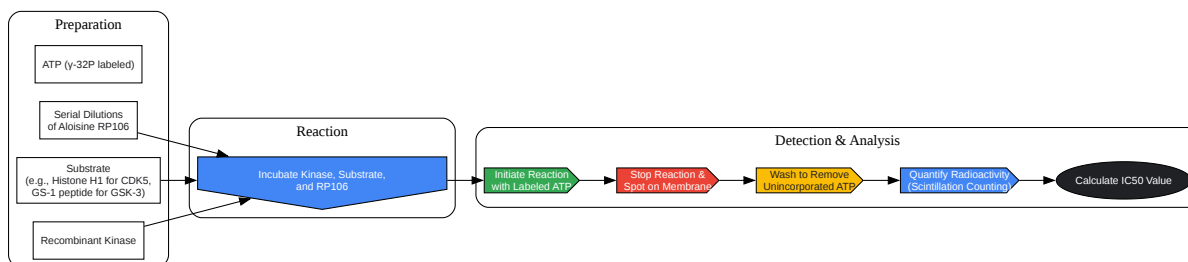 Preparation
ATP (γ-32P labeled)
Serial Dilutions
of Aloisine RP106
Substrate
(e.g., Histone H1 for CDK5,
GS-1 peptide for GSK-3)
Recombinant Kinase
Reaction
Incubate Kinase, Substrate,
and RP106
Detection & Analysis
Initiate Reaction
with Labeled ATP
Stop Reaction &
Spot on Membrane
Wash to Remove
Unincorporated ATP
Quantify Radioactivity
(Scintillation Counting)
Calculate IC50 Value